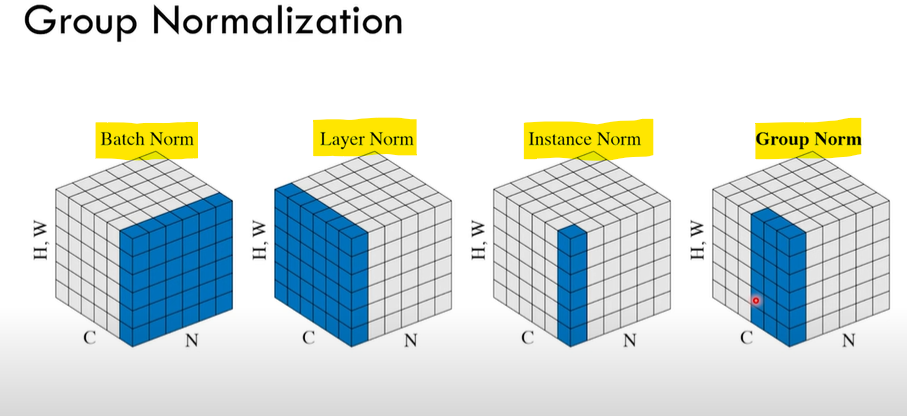 Group Normalization
Batch Norm
Layer Norm
Instance Norm
Group Norm
H, W
H, W
H, W
H, W
C
N
C
N
C
N
C
N